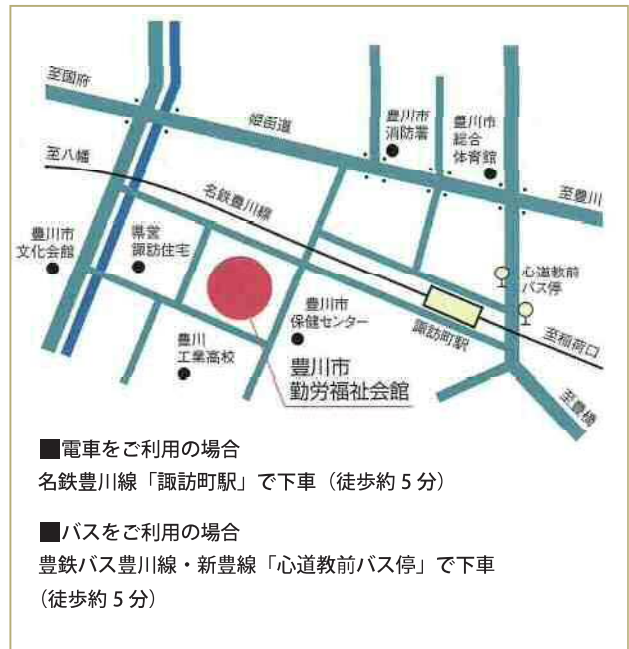 至国府
姫街道
豊川市
消防署
豊川市
総合
体育館
至八幡
名鉄豊川線
至豊川
豊川市
文化会館
県営
諏訪住宅
心道教前
バス停
豊川市
保健センター
諏訪町駅
至稲荷口
豊川
工業高校
豊川市
勤労福祉会館
至豊橋
■電車をご利用の場合
名鉄豊川線「諏訪町駅」で下車（徒歩約 5 分）
■バスをご利用の場合
豊鉄バス豊川線・新豊線「心道教前バス停」で下車
（徒歩約 5 分）